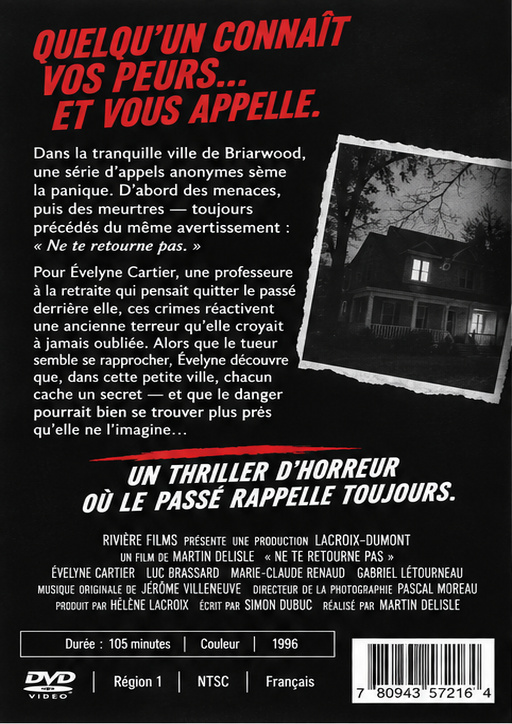 QUELQU'UN CONNAÎT
VOS PEURS...
ET VOUS APPELLE.
Dans la tranquille ville de Briarwood,
une série d'appels anonymes sème
la panique. D'abord des menaces,
puis des meurtres — toujours
précédés du même avertissement :
« Ne te retourne pas. »
Pour Évelyne Cartier, une professeure
à la retraite qui pensait quitter le passé
derrière elle, ces crimes réactivent
une ancienne terreur qu'elle croyait
à jamais oubliée. Alors que le tueur
semble se rapprocher, Évelyne découvre
que, dans cette petite ville, chacun
cache un secret — et que le danger
pourrait bien se trouver plus près
qu'elle ne l'imagine...
UN THRILLER D'HORREUR
OÙ LE PASSÉ RAPPELLE TOUJOURS.
RIVIÈRE FILMS PRÉSENTE UNE PRODUCTION LACROIX-DUMONT
UN FILM DE MARTIN DELISLE « NE TE RETOURNE PAS »
ÉVELYNE CARTIER LUC BRASSARD MARIE-CLAUDE RENAUD GABRIEL LÉTOURNEAU
MUSIQUE ORIGINALE DE JÉRÔME VILLENEUVE DIRECTEUR DE LA PHOTOGRAPHIE PASCAL MOREAU
PRODUIT PAR HÉLÈNE LACROIX ÉCRIT PAR SIMON DUBUC RÉALISÉ PAR MARTIN DELISLE
Durée : 105 minutes | Couleur | 1996
DVD VIDEO | Région 1 | NTSC | Français
7 80943 57216 4